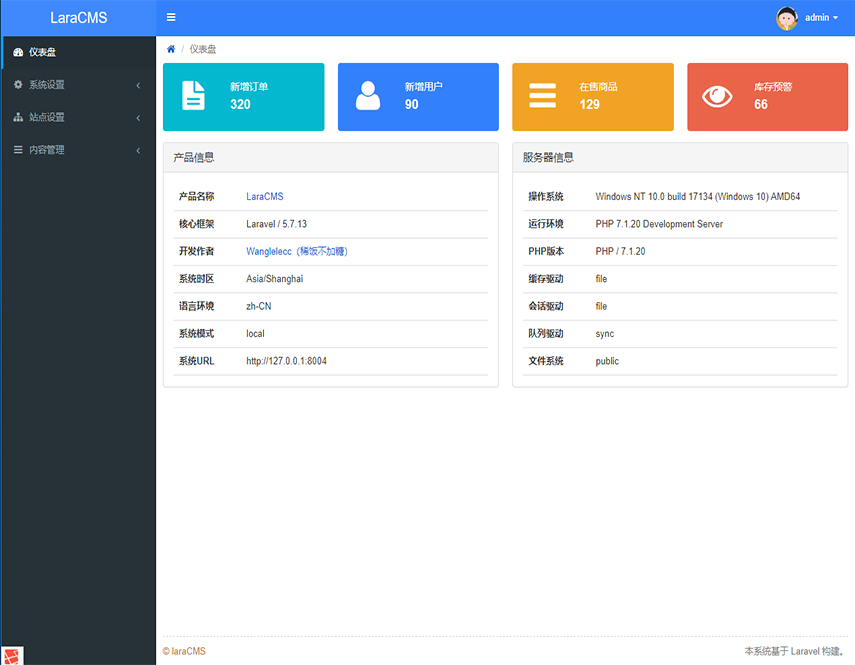 LaraCMS
admin
仪表盘
系统设置
站点设置
内容管理
/ 仪表盘
新增订单
320
新增用户
90
在售商品
129
库存预警
66
产品信息
产品名称 LaraCMS
核心框架 Laravel / 5.7.13
开发作者 Wanglelecc（稀饭不加糖）
系统时区 Asia/Shanghai
语言环境 zh-CN
系统模式 local
系统URL http://127.0.0.1:8004
服务器信息
操作系统 Windows NT 10.0 build 17134 (Windows 10) AMD64
运行环境 PHP 7.1.20 Development Server
PHP版本 PHP / 7.1.20
缓存驱动 file
会话驱动 file
队列驱动 sync
文件系统 public
© laraCMS
本系统基于 Laravel 构建。